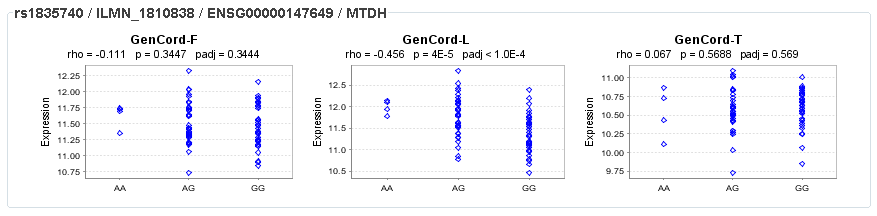 rs1835740 / ILMN_1810838 / ENSG00000147649 / MTDH
GenCord-F
rho = -0.111 p = 0.3447 padj = 0.3444
Expression
12.25
12.00
11.75
11.50
11.25
11.00
10.75
AA AG GG
GenCord-L
rho = -0.456 p = 4E-5 padj < 1.0E-4
Expression
12.5
12.0
11.5
11.0
10.5
AA AG GG
GenCord-T
rho = 0.067 p = 0.5688 padj = 0.569
Expression
11.00
10.75
10.50
10.25
10.00
9.75
AA AG GG